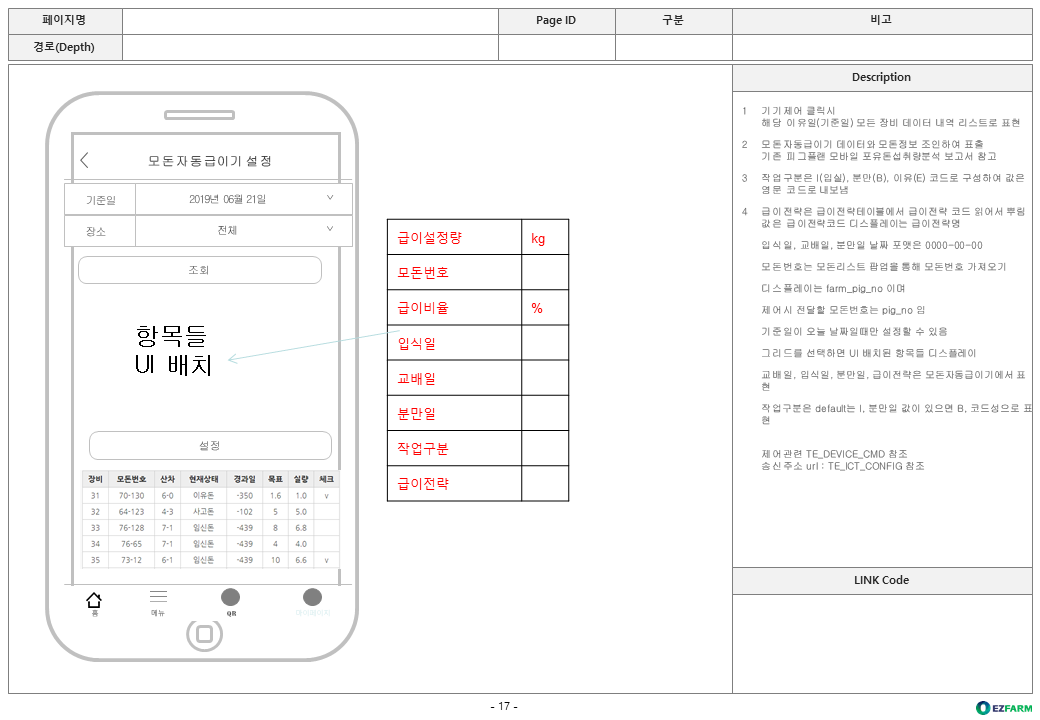 페이지명
Page ID
구분
비고
경로(Depth)
모돈자동급이기 설정
기준일
2019년 06월 21일
장소
전체
조회
항목들
UI 배치
설정
장비 모돈번호 산차 현재상태 경과일 목표 실량 체크
31 70-130 6-0 이유돈 -350 1.6 1.0 v
32 64-123 4-3 사고돈 -102 5 5.0
33 76-128 7-1 임신돈 -439 8 6.8
34 76-65 7-1 임신돈 -439 4 4.0
35 73-12 6-1 임신돈 -439 10 6.6 v
홈
메뉴
QR
마이페이지
급이설정량 kg
모돈번호
급이비율 %
입식일
교배일
분만일
작업구분
급이전략
Description
1 기기제어 클릭시
해당 이유일(기준일) 모든 장비 데이터 내역 리스트로 표현
2 모돈자동급이기 데이터와 모돈정보 조인하여 표출
기존 피그플랜 모바일 포유돈섭취량분석 보고서 참고
3 작업구분은 I(입실), 분만(B), 이유(E) 코드로 구성하여 값은
영문 코드로 내보냄
4 급이전략은 급이전략테이블에서 급이전략 코드 읽어서 뿌림
값은 급이전략코드 디스플레이는 급이전략명
입식일, 교배일, 분만일 날짜 포맷은 0000-00-00
모돈번호는 모돈리스트 팝업을 통해 모돈번호 가져오기
디스플레이는 farm_pig_no 이며
제어시 전달할 모돈번호는 pig_no 임
기준일이 오늘 날짜일때만 설정할 수 있음
그리드를 선택하면 UI 배치된 항목들 디스플레이
교배일, 입식일, 분만일, 급이전략은 모돈자동급이기에서 표
현
작업구분은 default는 I, 분만일 값이 있으면 B, 코드성으로 표
현
제어관련 TE_DEVICE_CMD 참조
송신주소 url : TE_ICT_CONFIG 참조
LINK Code
- 17 -
EZFARM